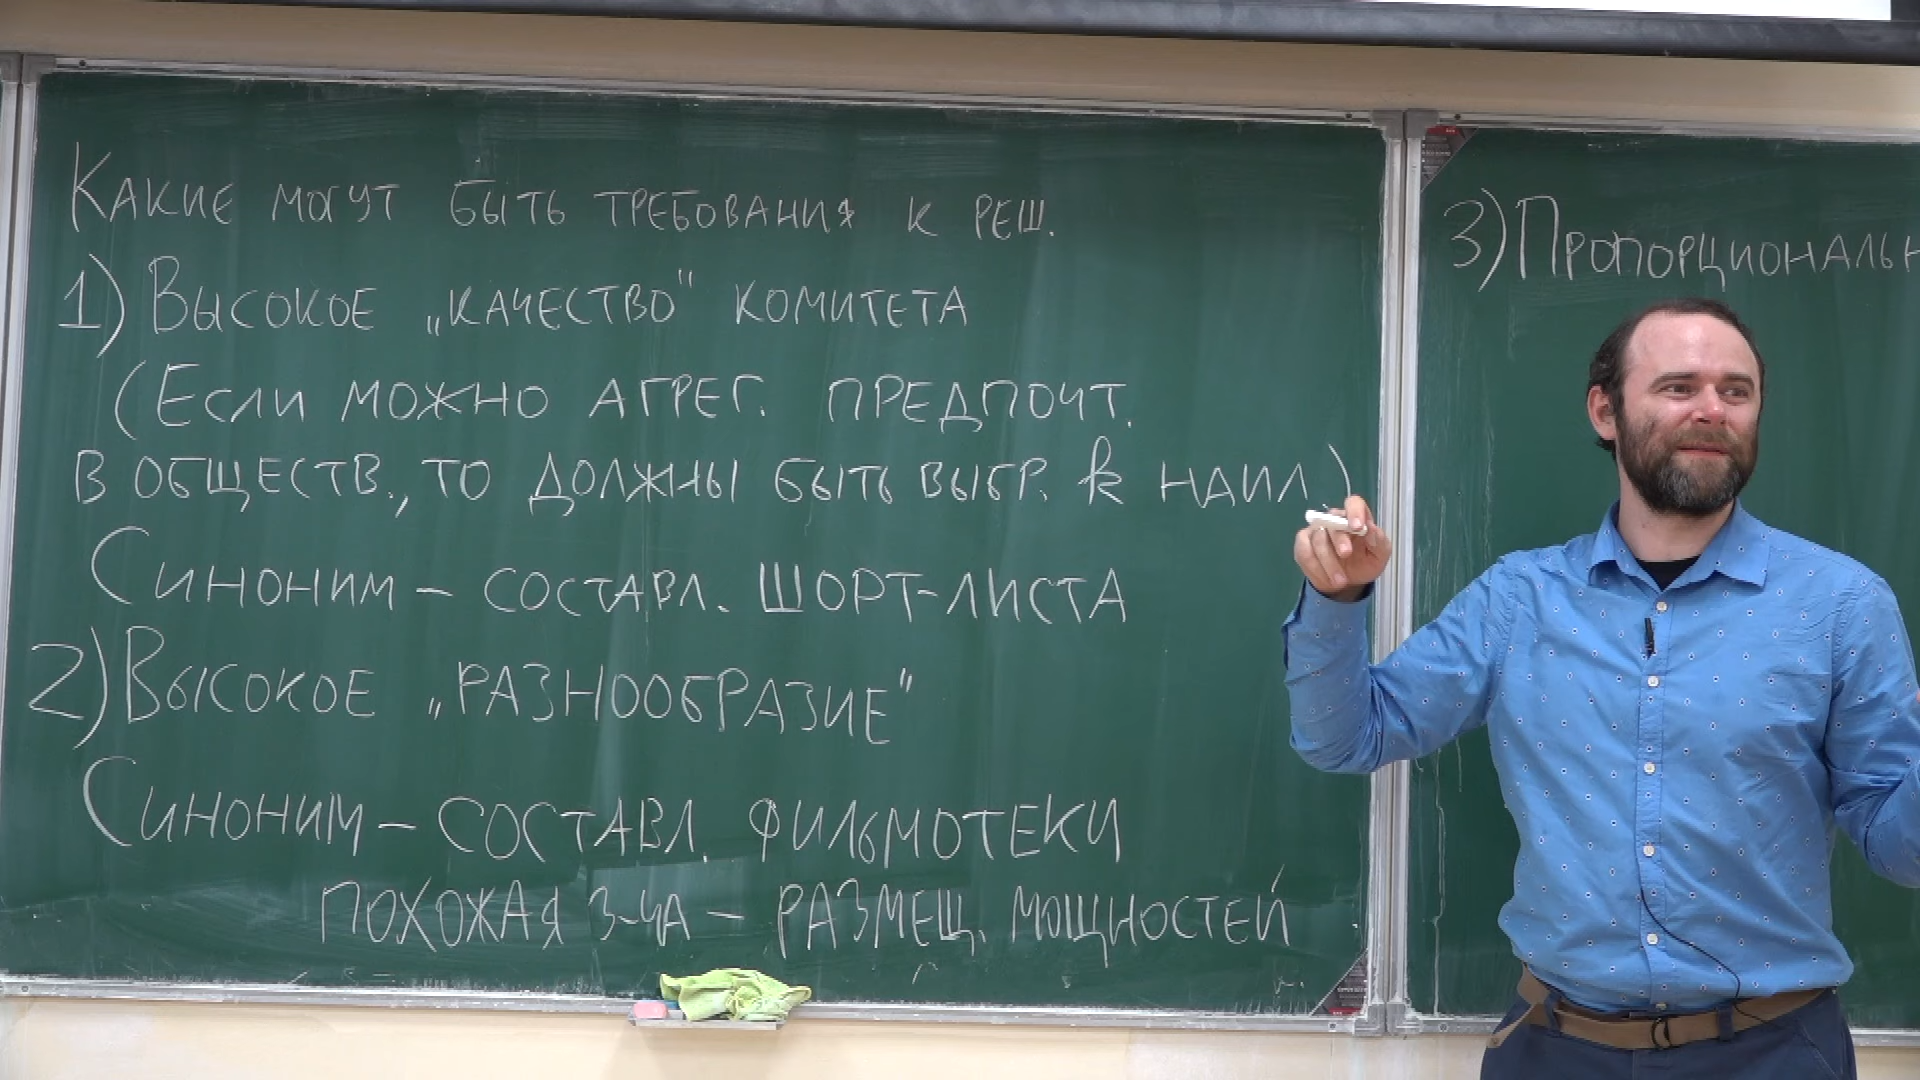 Какие могут быть требования к реш.
1) Высокое „качество" комитета
(Если можно агрег. предпочт.
в обществ., то должны быть выбр. k наил.)
Синоним – составл. шорт-листа
2) Высокое „разнообразие"
Синоним – составл. фильмотеки
похожая з-ча – размещ. мощностей
3) Пропорциональн